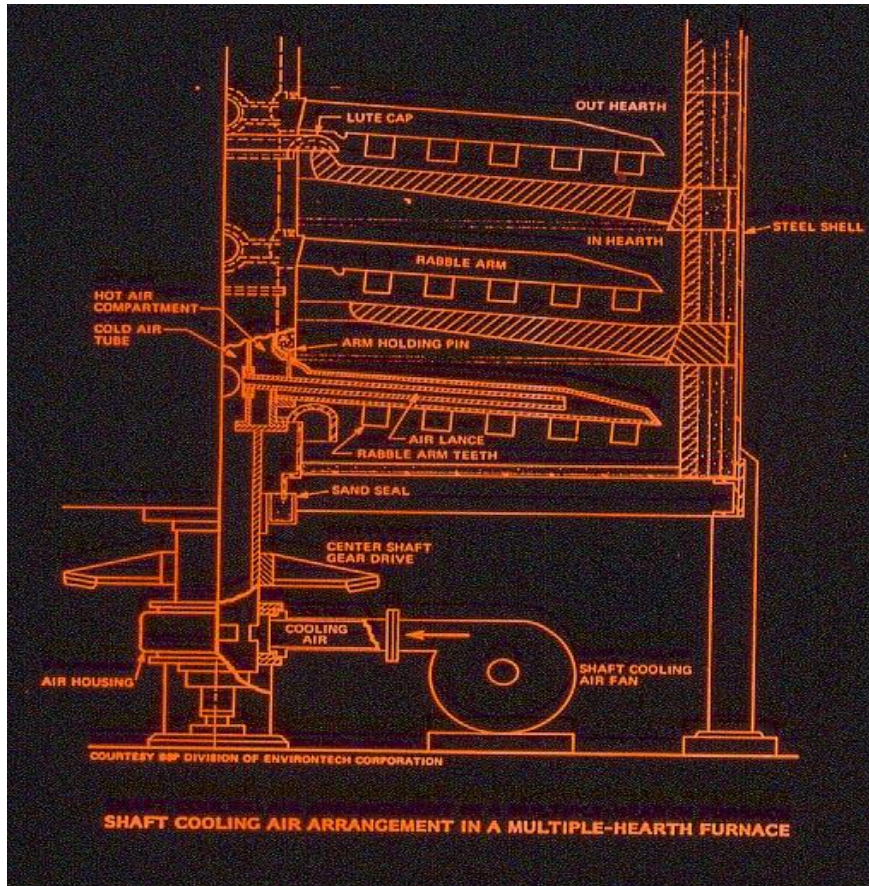 OUT HEARTH
LUTE CAP
STEEL SHELL
IN HEARTH
RABBLE ARM
HOT AIR
COMPARTMENT
COLD AIR
TUBE
ARM HOLDING PIN
AIR LANCE
RABBLE ARM TEETH
SAND SEAL
CENTER SHAFT
GEAR DRIVE
COOLING
AIR
AIR HOUSING
SHAFT COOLING
AIR FAN
COURTESY BSP DIVISION OF ENVIROTECH CORPORATION
SHAFT COOLING AIR ARRANGEMENT IN A MULTIPLE-HEARTH FURNACE